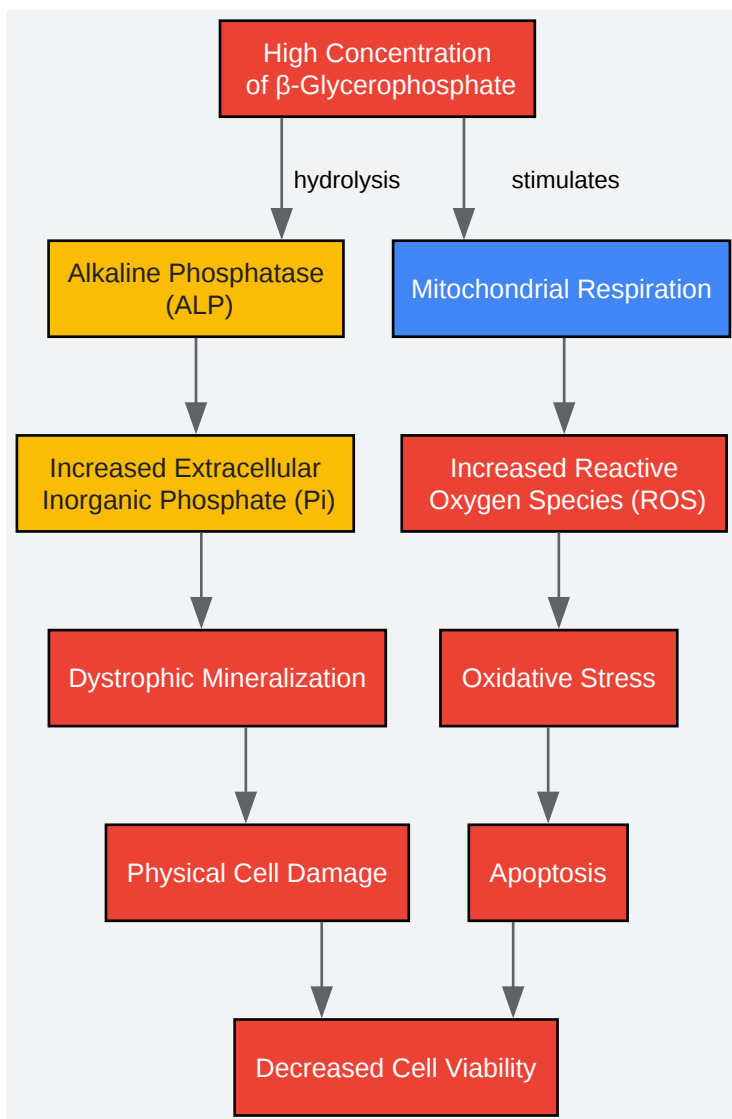 High Concentration
of β-Glycerophosphate
hydrolysis
stimulates
Alkaline Phosphatase
(ALP)
Mitochondrial Respiration
Increased Extracellular
Inorganic Phosphate (Pi)
Increased Reactive
Oxygen Species (ROS)
Dystrophic Mineralization
Oxidative Stress
Physical Cell Damage
Apoptosis
Decreased Cell Viability